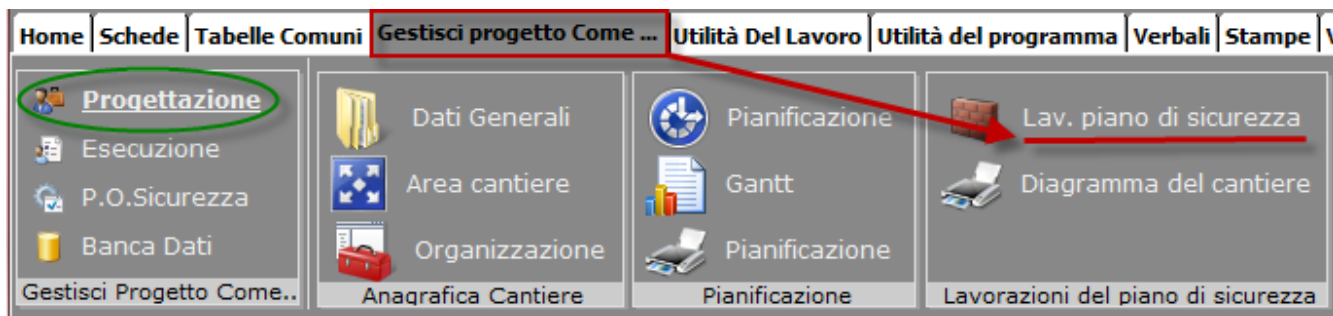 Home Schede Tabelle Comuni Gestisci progetto Come ... Utilità Del Lavoro Utilità del programma Verbali Stampe
Progettazione
Esecuzione
P.O.Sicurezza
Banca Dati
Gestisci Progetto Come..
Dati Generali
Area cantiere
Organizzazione
Anagrafica Cantiere
Pianificazione
Gantt
Pianificazione
Pianificazione
Lav. piano di sicurezza
Diagramma del cantiere
Lavorazioni del piano di sicurezza